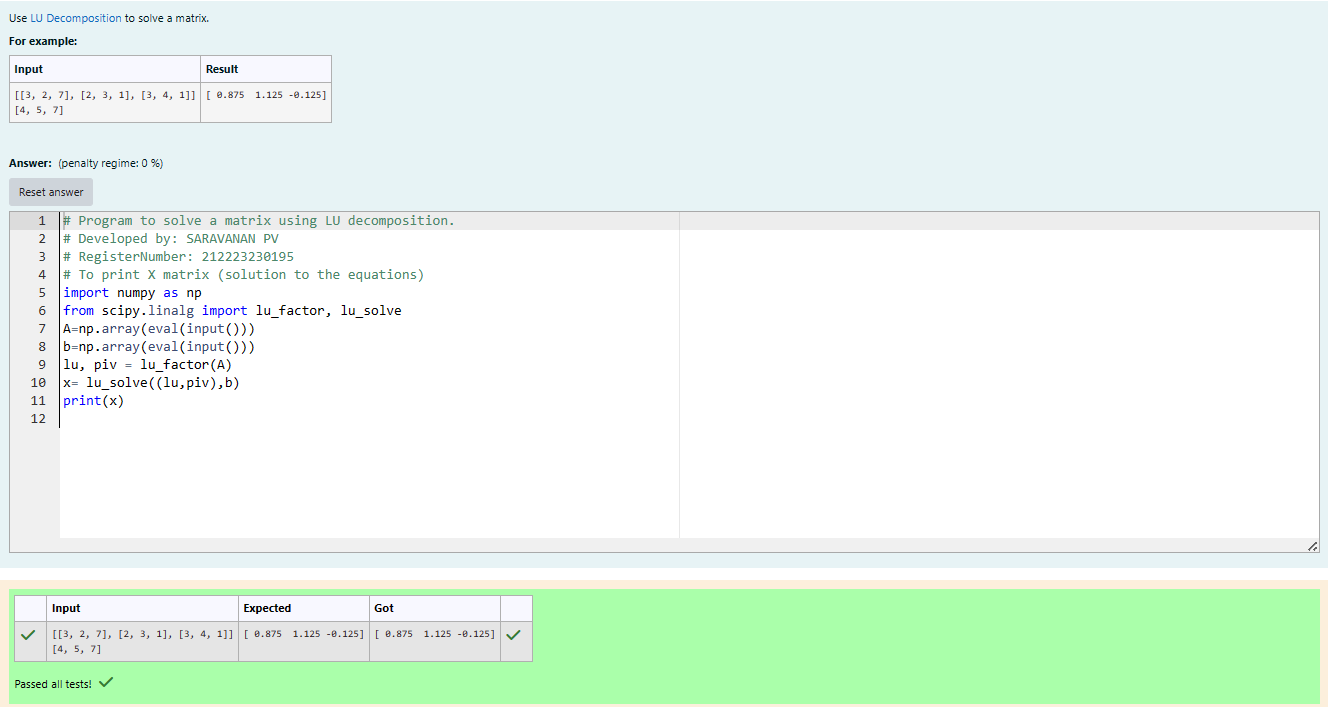 Use LU Decomposition to solve a matrix.
For example:
Input Result
[[3, 2, 7], [2, 3, 1], [3, 4, 1]] [ 0.875  1.125 -0.125]
[4, 5, 7]
Answer: (penalty regime: 0 %)
Reset answer
1 # Program to solve a matrix using LU decomposition.
2 # Developed by: SARAVANAN PV
3 # RegisterNumber: 212223230195
4 # To print X matrix (solution to the equations)
5 import numpy as np
6 from scipy.linalg import lu_factor, lu_solve
7 A=np.array(eval(input()))
8 b=np.array(eval(input()))
9 lu, piv = lu_factor(A)
10 x= lu_solve((lu,piv),b)
11 print(x)
12
Input Expected Got
[[3, 2, 7], [2, 3, 1], [3, 4, 1]] [ 0.875  1.125 -0.125] [ 0.875  1.125 -0.125]
[4, 5, 7]
Passed all tests!